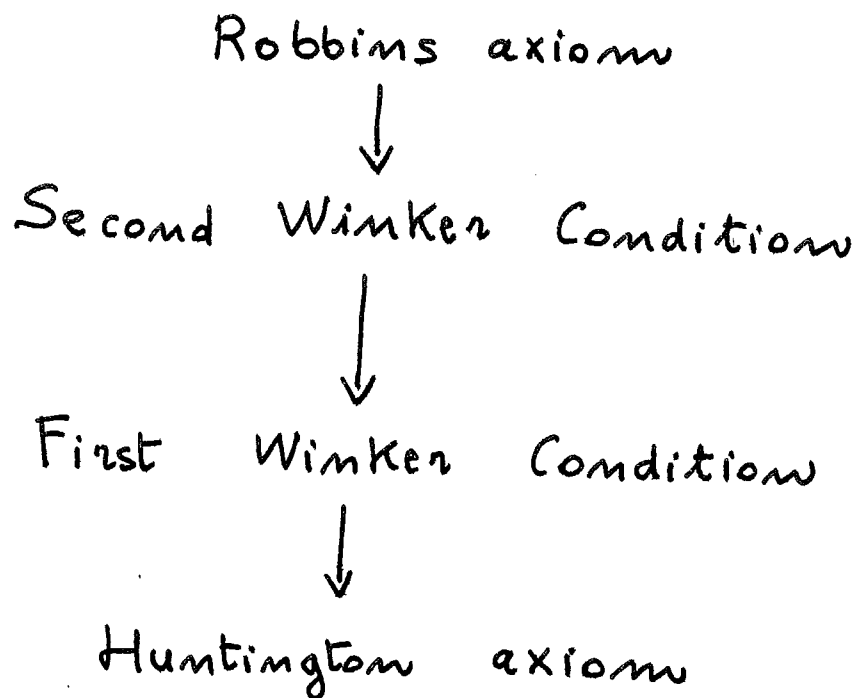 Robbins axiom
Second Winker Condition
First Winker Condition
Huntington axiom